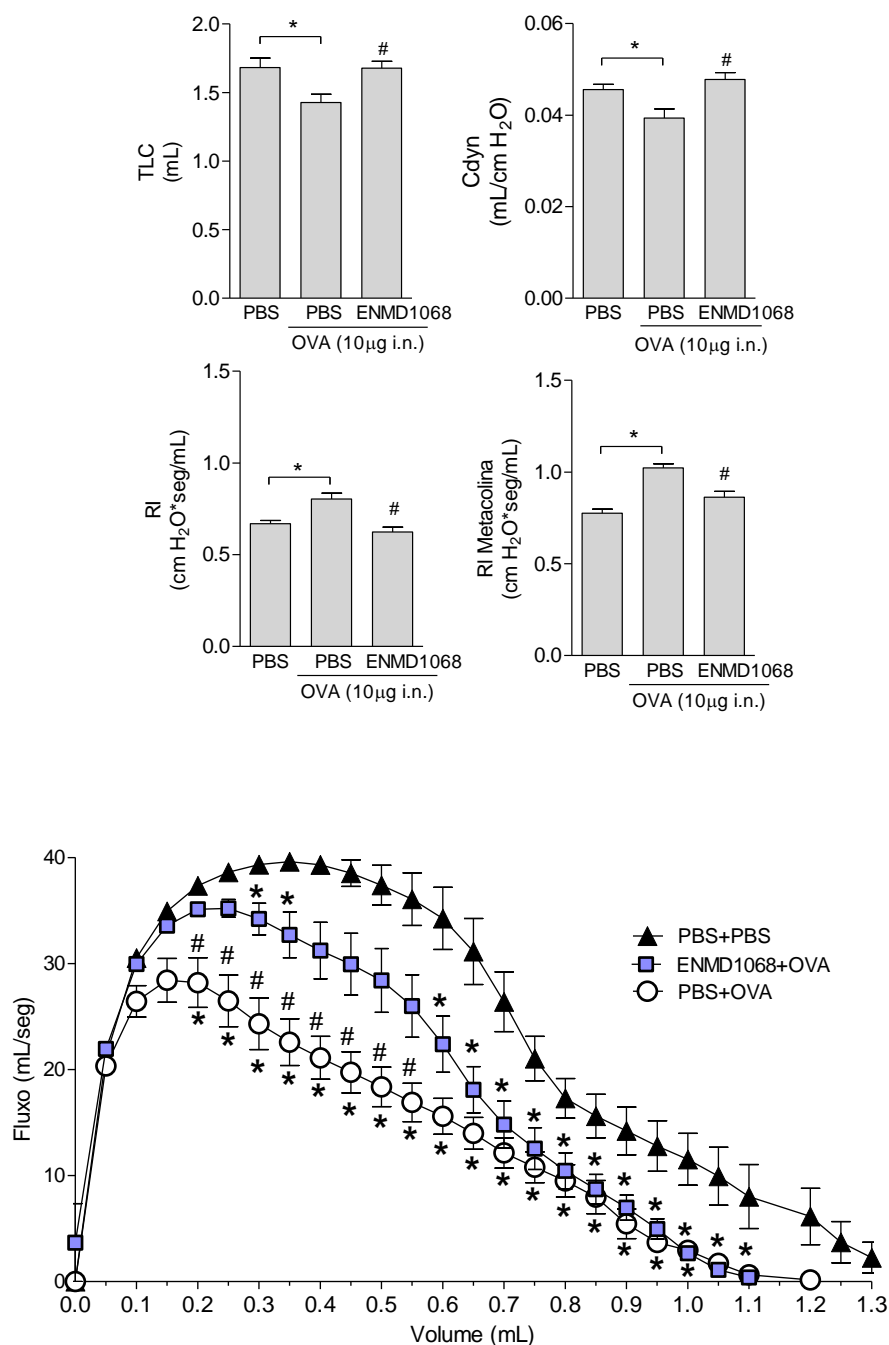 TLC
(mL)
2.0
1.5
1.0
0.5
0.0
*
#
PBS
PBS
ENMD1068
OVA (10µg i.n.)
Cdyn
(mL/cm H₂O)
0.06
0.04
0.02
0.00
*
#
PBS
PBS
ENMD1068
OVA (10µg i.n.)
RI
(cm H₂O*seg/mL)
1.5
1.0
0.5
0.0
*
#
PBS
PBS
ENMD1068
OVA (10µg i.n.)
RI Metacolina
(cm H₂O*seg/mL)
1.5
1.0
0.5
0.0
*
#
PBS
PBS
ENMD1068
OVA (10µg i.n.)
Fluxo (mL/seg)
40
30
20
10
0
* *
# # # # # # # #
* * * * * * * * * * * * * * * * *
* * * * * * * * * * *
PBS+PBS
ENMD1068+OVA
PBS+OVA
0.0 0.1 0.2 0.3 0.4 0.5 0.6 0.7 0.8 0.9 1.0 1.1 1.2 1.3
Volume (mL)